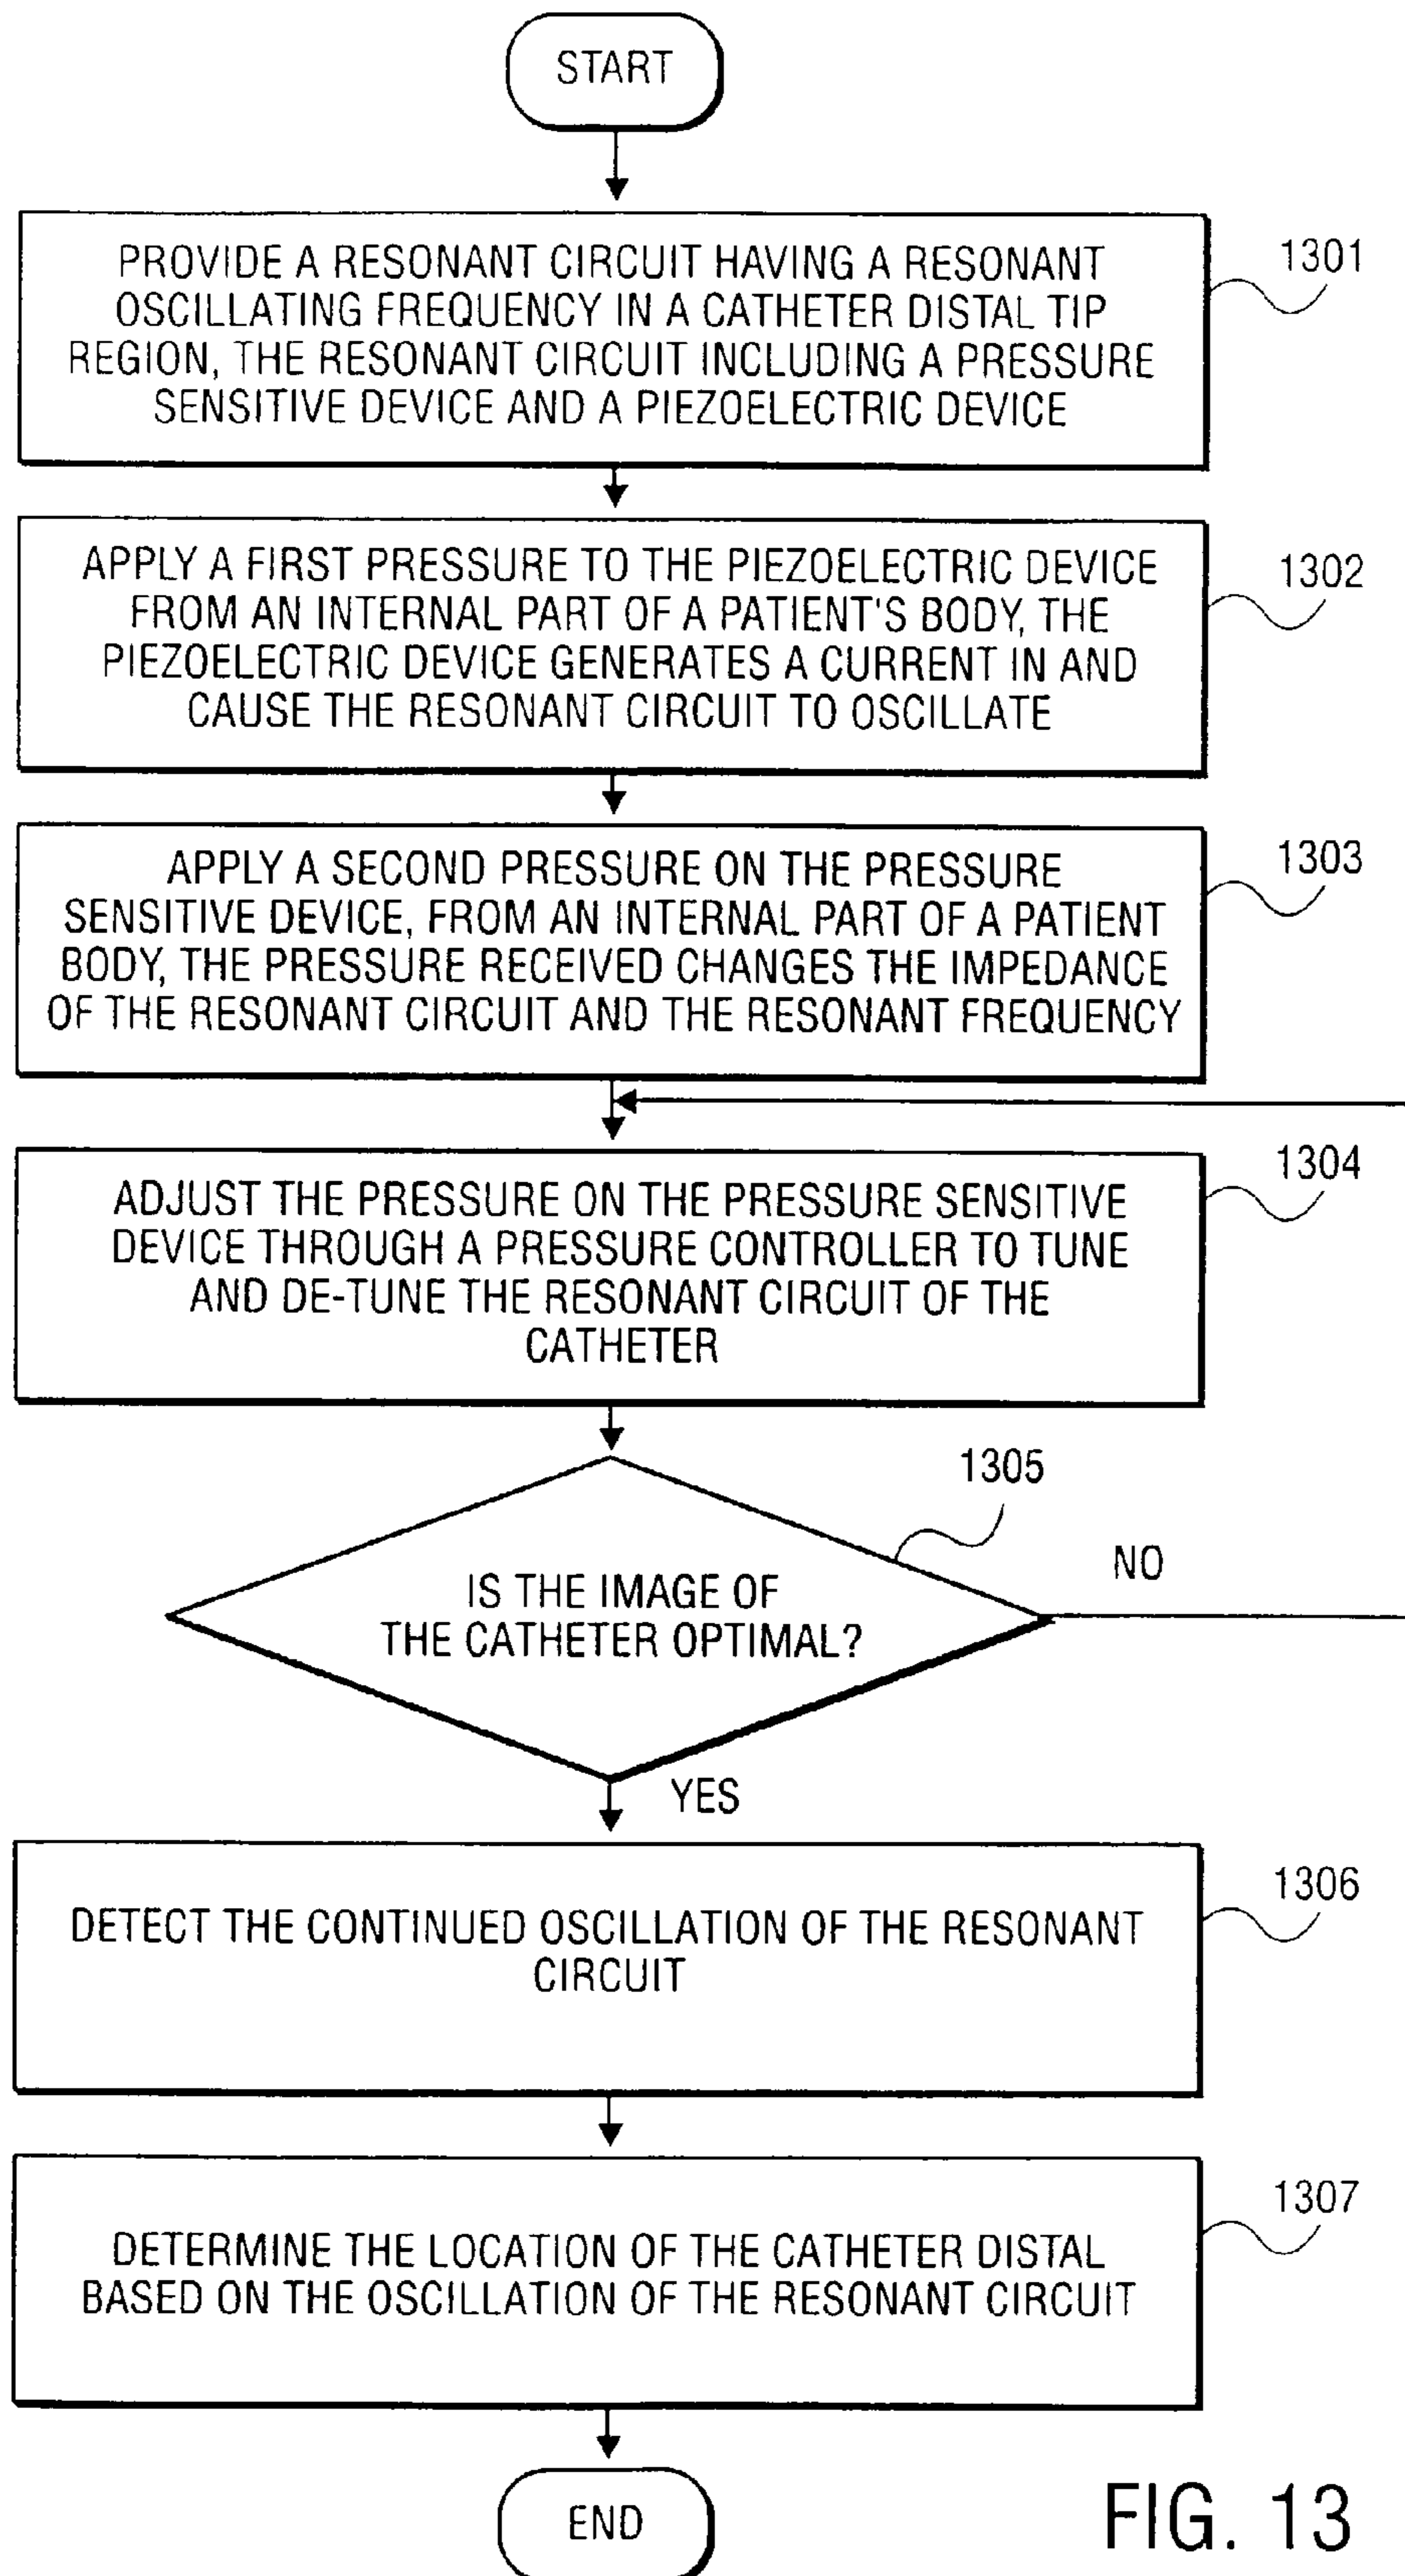 START
PROVIDE A RESONANT CIRCUIT HAVING A RESONANT
OSCILLATING FREQUENCY IN A CATHETER DISTAL TIP
REGION, THE RESONANT CIRCUIT INCLUDING A PRESSURE
SENSITIVE DEVICE AND A PIEZOELECTRIC DEVICE
1301
APPLY A FIRST PRESSURE TO THE PIEZOELECTRIC DEVICE
FROM AN INTERNAL PART OF A PATIENT'S BODY, THE
PIEZOELECTRIC DEVICE GENERATES A CURRENT IN AND
CAUSE THE RESONANT CIRCUIT TO OSCILLATE
1302
APPLY A SECOND PRESSURE ON THE PRESSURE
SENSITIVE DEVICE, FROM AN INTERNAL PART OF A PATIENT
BODY, THE PRESSURE RECEIVED CHANGES THE IMPEDANCE
OF THE RESONANT CIRCUIT AND THE RESONANT FREQUENCY
1303
ADJUST THE PRESSURE ON THE PRESSURE SENSITIVE
DEVICE THROUGH A PRESSURE CONTROLLER TO TUNE
AND DE-TUNE THE RESONANT CIRCUIT OF THE
CATHETER
1304
IS THE IMAGE OF
THE CATHETER OPTIMAL?
1305
NO
YES
DETECT THE CONTINUED OSCILLATION OF THE RESONANT
CIRCUIT
1306
DETERMINE THE LOCATION OF THE CATHETER DISTAL
BASED ON THE OSCILLATION OF THE RESONANT CIRCUIT
1307
END
FIG. 13